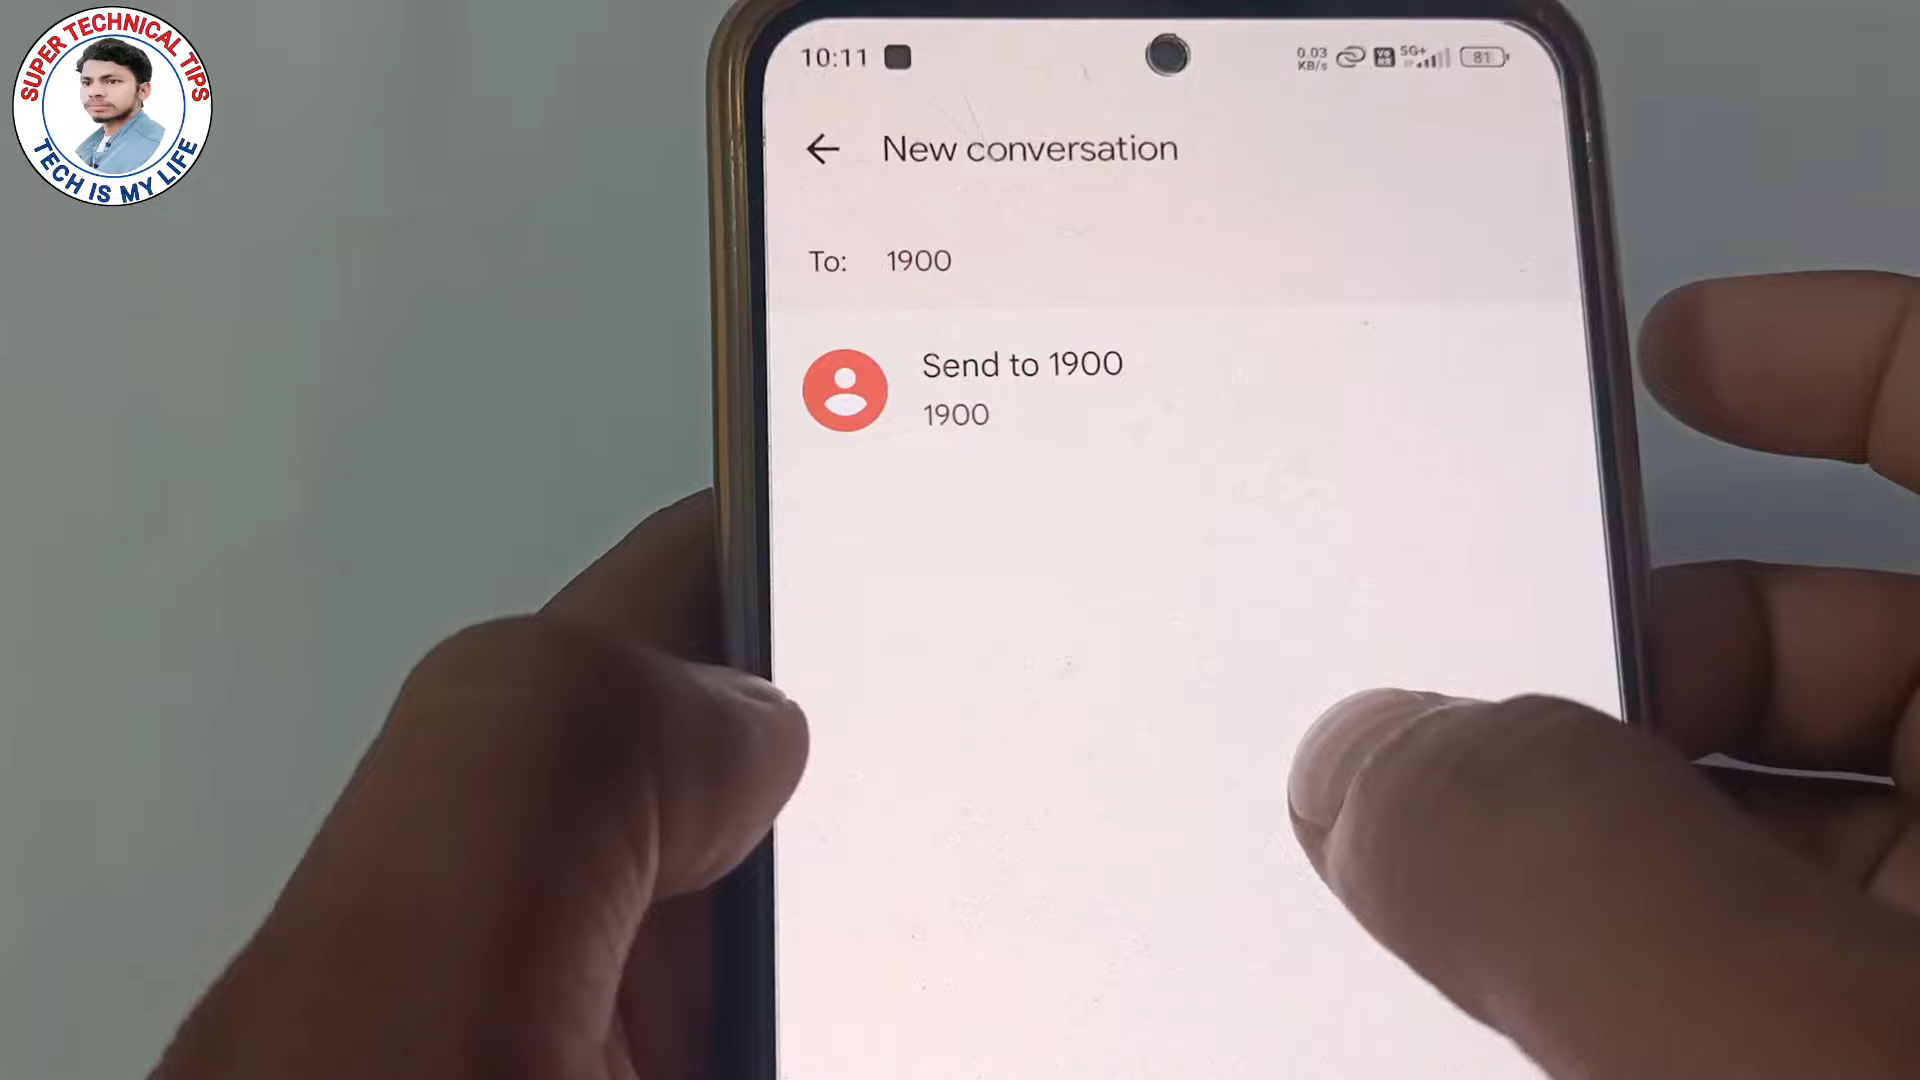 SUPER TECHNICAL TIPS
TECH IS MY LIFE
10:11
0.03
KB/s
5G+
81
New conversation
To: 1900
Send to 1900
1900